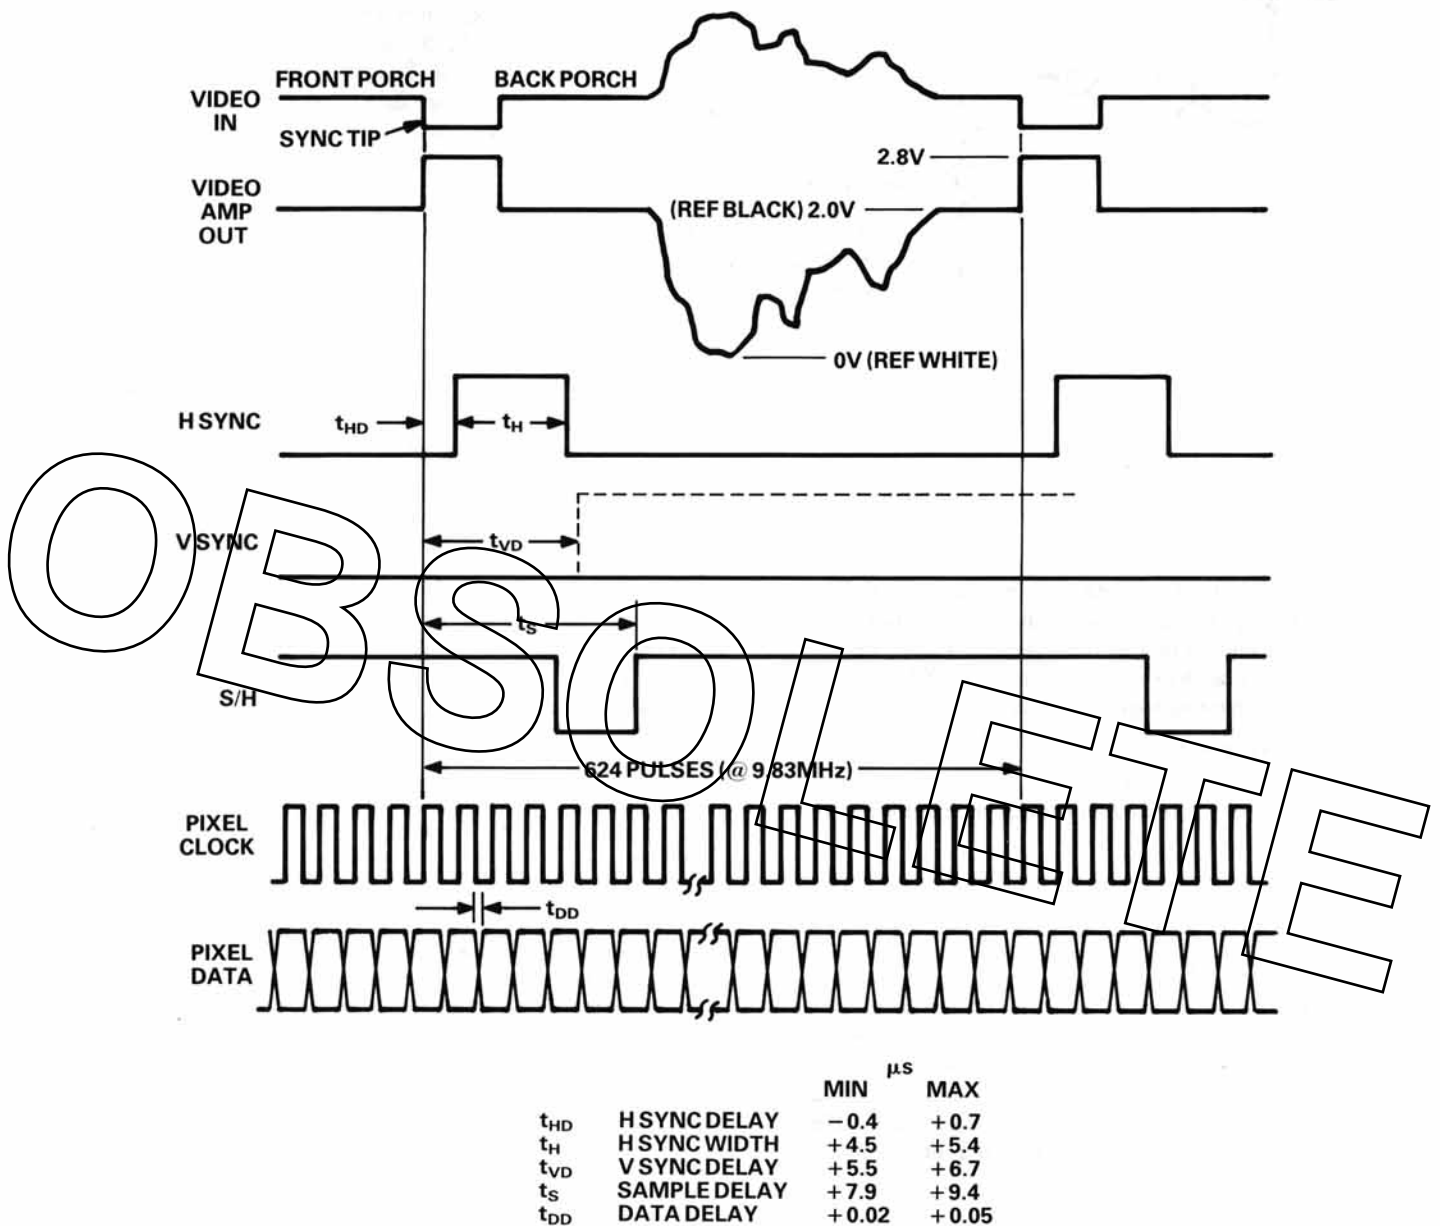 FRONT PORCH
BACK PORCH
VIDEO
IN
SYNC TIP
2.8V
VIDEO
AMP
OUT
(REF BLACK) 2.0V
0V (REF WHITE)
H SYNC
tHD
tH
V SYNC
tVD
tS
S/H
624 PULSES (@ 9.83MHz)
PIXEL
CLOCK
tDD
PIXEL
DATA
OBSOLETE
μs
MIN MAX
tHD H SYNC DELAY −0.4 +0.7
tH H SYNC WIDTH +4.5 +5.4
tVD V SYNC DELAY +5.5 +6.7
tS SAMPLE DELAY +7.9 +9.4
tDD DATA DELAY +0.02 +0.05